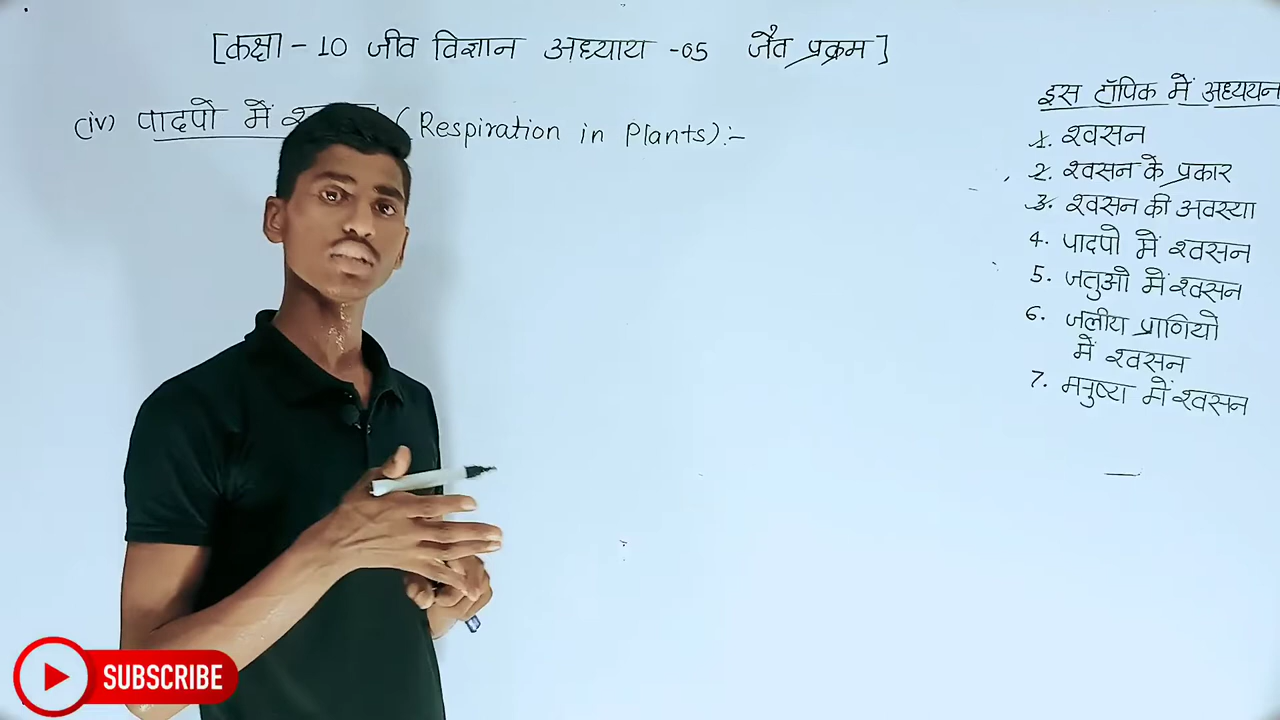 [कक्षा - 10 जीव विज्ञान अध्याय -05 जैव प्रक्रम]
(iv) पादपो में (Respiration in Plants):-
इस टॉपिक में अध्ययन
1. श्वसन
2. श्वसन के प्रकार
3. श्वसन की अवस्था
4. पादपो में श्वसन
5. जतुओ में श्वसन
6. जलीय प्राणियो
में श्वसन
7. मनुष्य में श्वसन
SUBSCRIBE